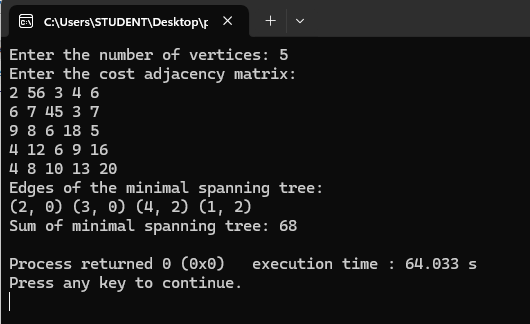 C:\Users\STUDENT\Desktop\p
Enter the number of vertices: 5
Enter the cost adjacency matrix:
2 56 3 4 6
6 7 45 3 7
9 8 6 18 5
4 12 6 9 16
4 8 10 13 20
Edges of the minimal spanning tree:
(2, 0) (3, 0) (4, 2) (1, 2)
Sum of minimal spanning tree: 68
Process returned 0 (0x0)   execution time : 64.033 s
Press any key to continue.